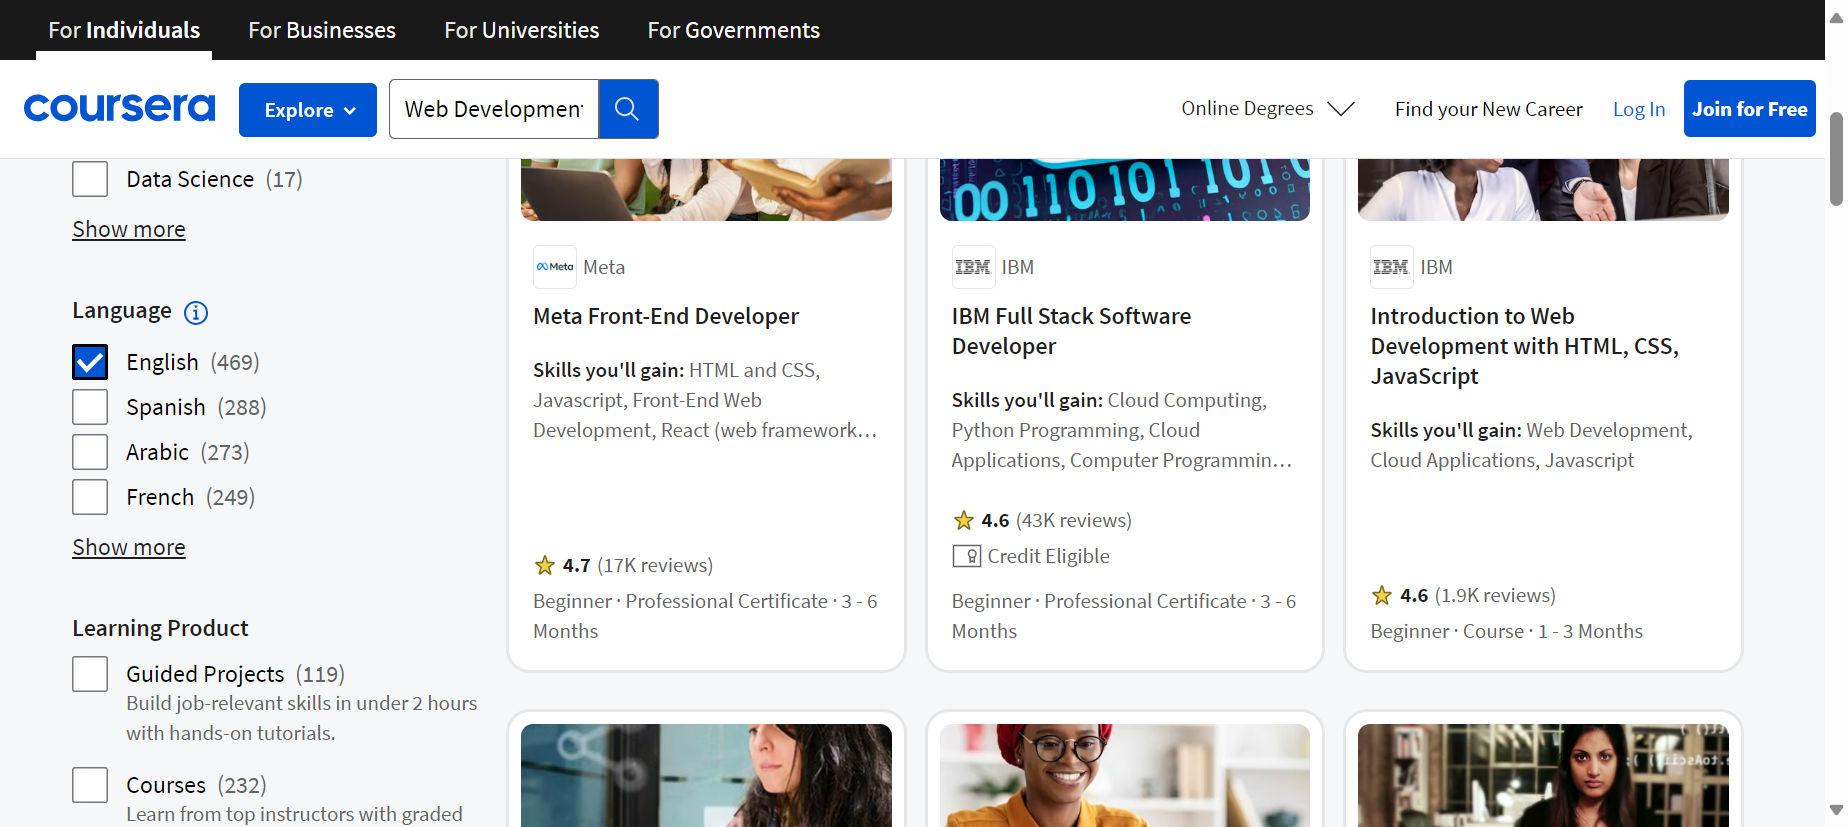 For Individuals
For Businesses
For Universities
For Governments
coursera
Explore
Web Development
Online Degrees
Find your New Career
Log In
Join for Free
Data Science (17)
Show more
Language
English (469)
Spanish (288)
Arabic (273)
French (249)
Show more
Learning Product
Guided Projects (119)
Build job-relevant skills in under 2 hours
with hands-on tutorials.
Courses (232)
Learn from top instructors with graded
Meta Meta
Meta Front-End Developer
Skills you'll gain: HTML and CSS,
Javascript, Front-End Web
Development, React (web framework...
4.7 (17K reviews)
Beginner · Professional Certificate · 3 - 6
Months
IBM IBM
IBM Full Stack Software
Developer
Skills you'll gain: Cloud Computing,
Python Programming, Cloud
Applications, Computer Programmin...
4.6 (43K reviews)
Credit Eligible
Beginner · Professional Certificate · 3 - 6
Months
IBM IBM
Introduction to Web
Development with HTML, CSS,
JavaScript
Skills you'll gain: Web Development,
Cloud Applications, Javascript
4.6 (1.9K reviews)
Beginner · Course · 1 - 3 Months